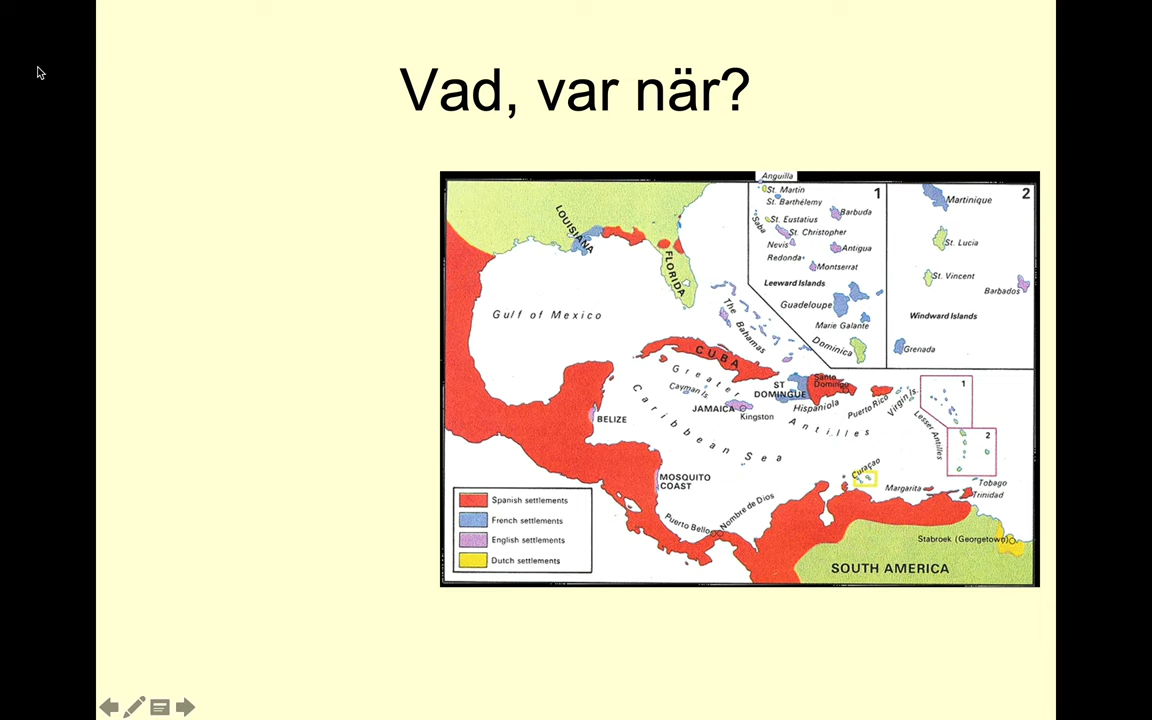 Vad, var när?
Anguilla
St. Martin
St. Barthélemy
Saba
St. Eustatius
Barbuda
St. Christopher
Nevis
Antigua
Redonda
Montserrat
Leeward Islands
Guadeloupe
Marie Galante
Dominica
1
2
Martinique
St. Lucia
St. Vincent
Barbados
Windward Islands
Grenada
LOUISIANA
FLORIDA
Gulf of Mexico
The Bahamas
CUBA
Greater
Antilles
Cayman Is.
Caribbean Sea
JAMAICA
Kingston
ST
DOMINGUE
Santo
Domingo
Hispaniola
Puerto Rico
Virgin Is.
Lesser Antilles
1
2
BELIZE
MOSQUITO
COAST
Curaçao
Margarita
Tobago
Trinidad
Puerto Bello
Nombre de Dios
Stabroek (Georgetown)
SOUTH AMERICA
Spanish settlements
French settlements
English settlements
Dutch settlements